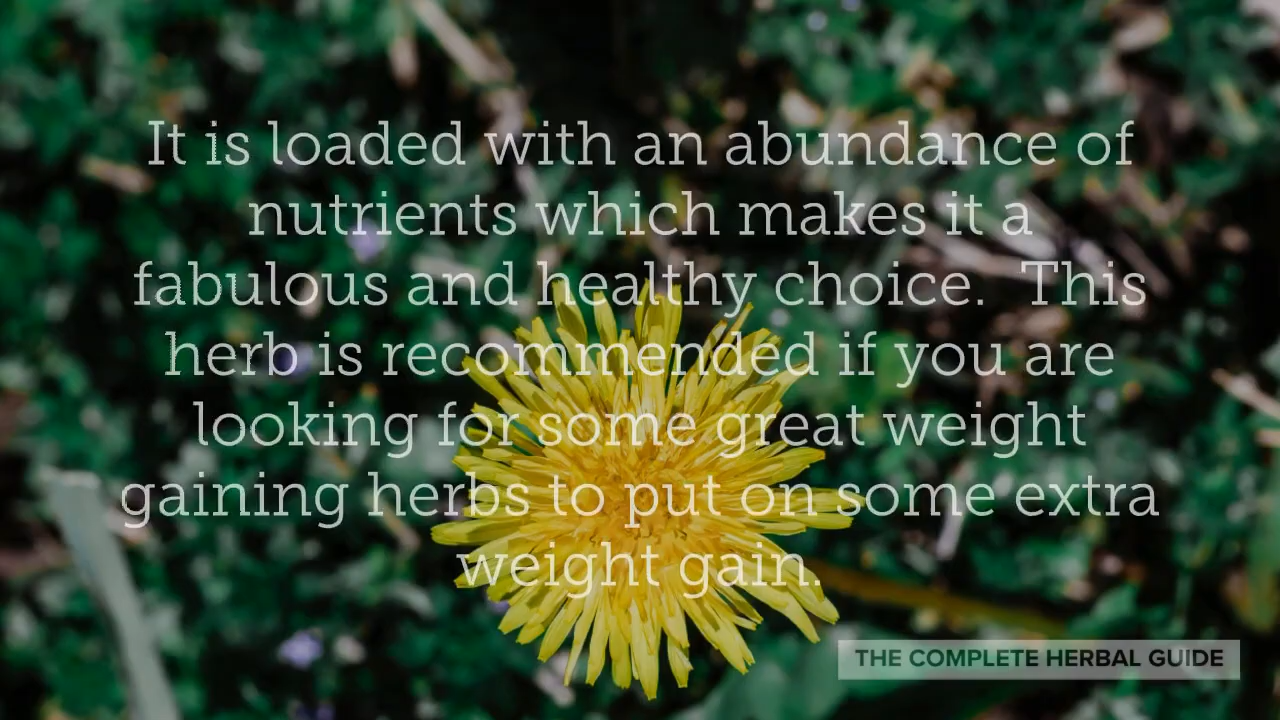 It is loaded with an abundance of
nutrients which makes it a
fabulous and healthy choice.  This
herb is recommended if you are
looking for some great weight
gaining herbs to put on some extra
weight gain.
THE COMPLETE HERBAL GUIDE